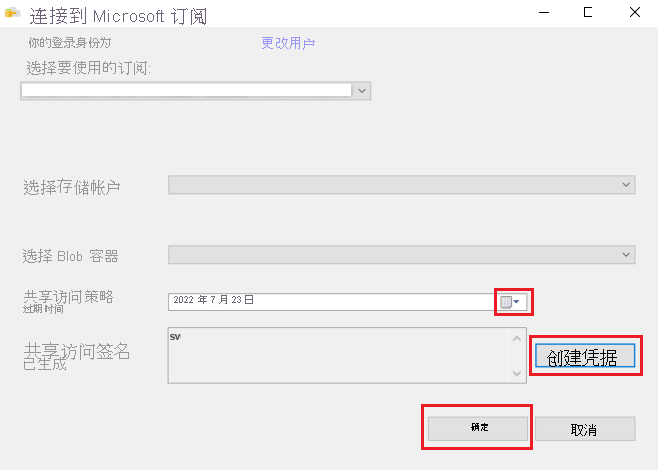 连接到 Microsoft 订阅
你的登录身份为 更改用户
选择要使用的订阅:
选择存储帐户
选择 Blob 容器
共享访问策略
过期时间
2022 年 7 月 23 日
共享访问签名
已生成
sv
创建凭据
确定 取消